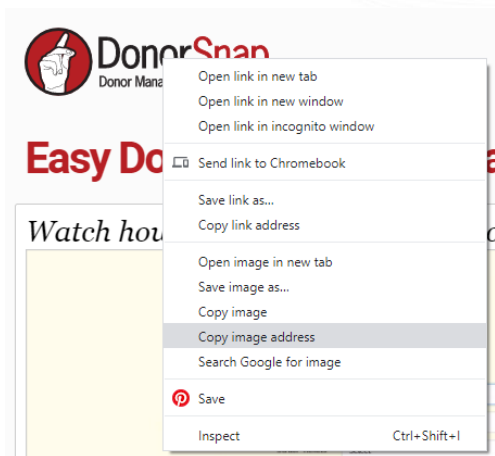 DonorSnap
Donor Mana
Easy Do
Watch hou
Open link in new tab
Open link in new window
Open link in incognito window
Send link to Chromebook
Save link as...
Copy link address
Open image in new tab
Save image as...
Copy image
Copy image address
Search Google for image
Save
Inspect Ctrl+Shift+I